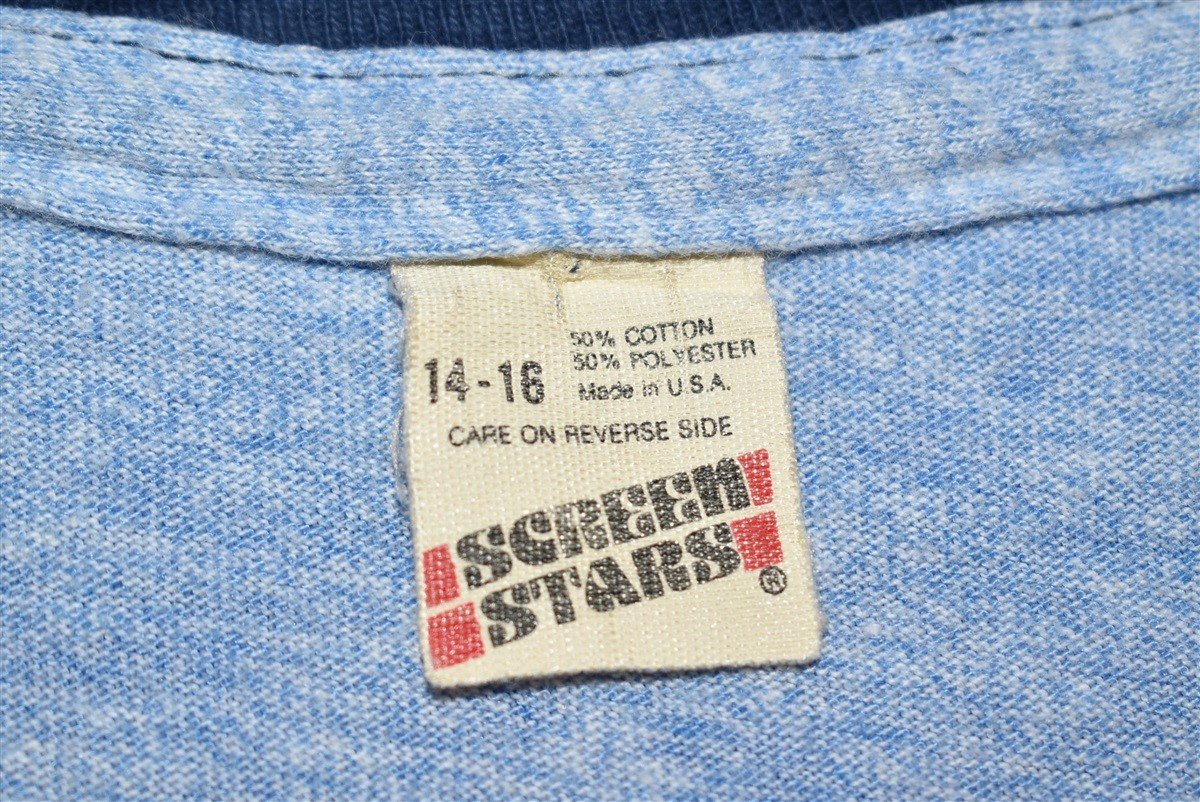 50% COTTON
50% POLYESTER
14-16
Made in U.S.A.
CARE ON REVERSE SIDE
SCREEN
STARS®